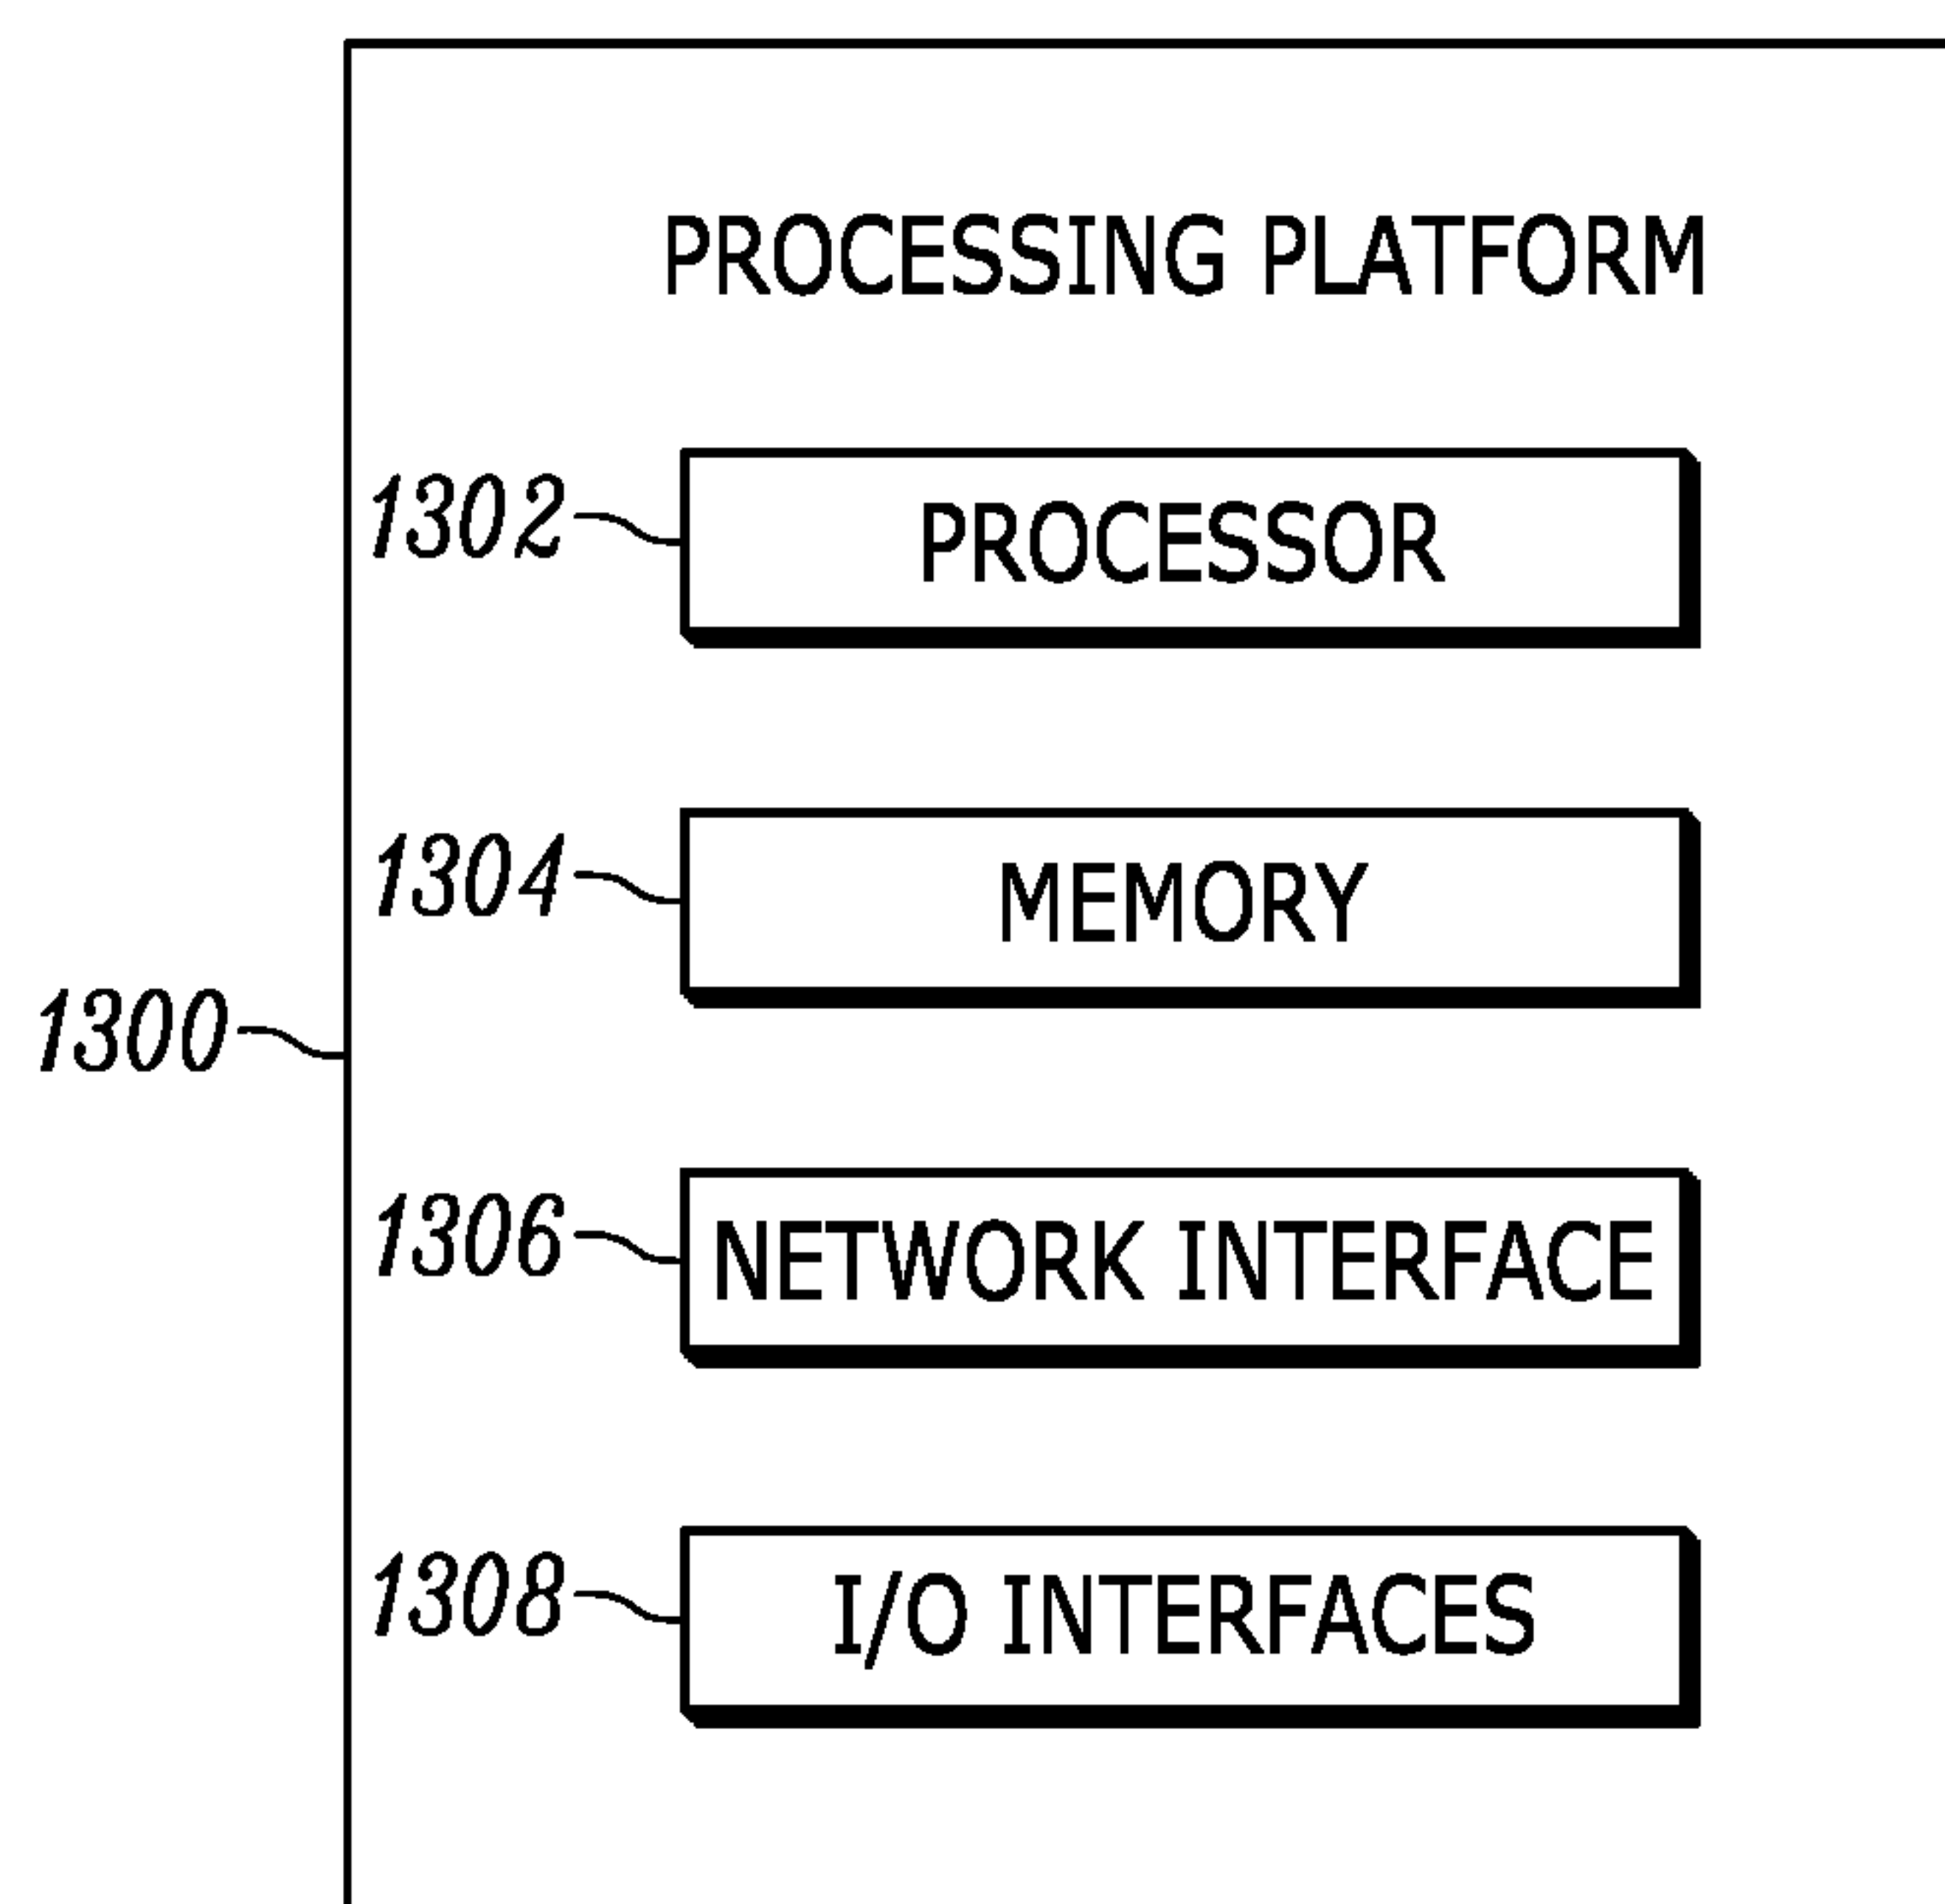 PROCESSING PLATFORM
1302 PROCESSOR
1304 MEMORY
1300
1306 NETWORK INTERFACE
1308 I/O INTERFACES